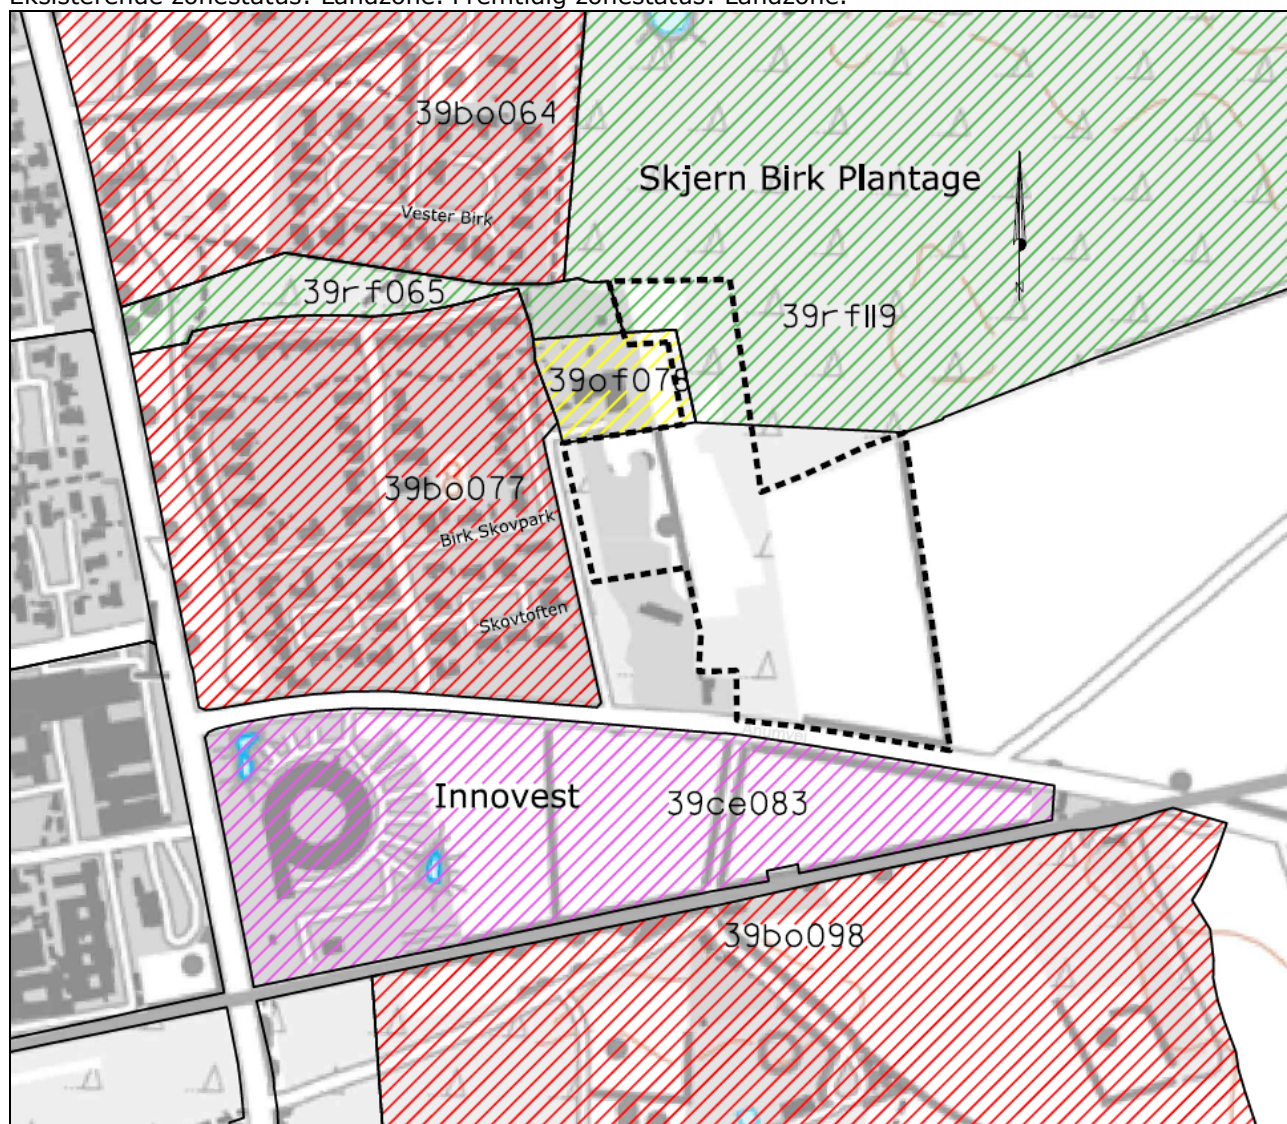 Eksisterende zonestatus: Landzone. Fremtidig zonestatus: Landzone.
39bo064
Skjern Birk Plantage
Vester Birk
N
39rf065
39rf119
39of078
39bo077
Birk Skovpark
Skovtoften
Anumvej
Innovest
39ce083
39bo098